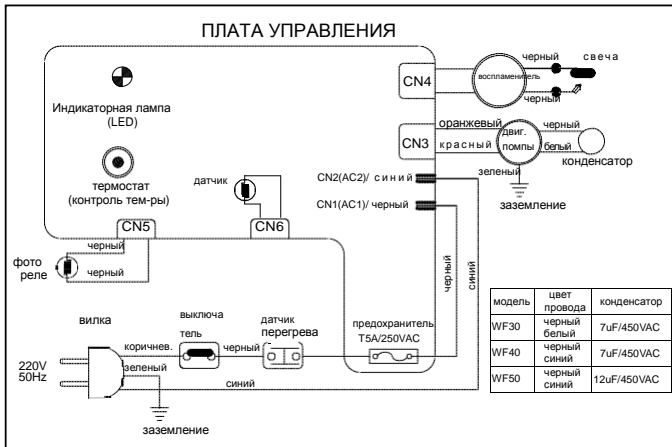 ПЛАТА УПРАВЛЕНИЯ
Индикаторная лампа
(LED)
термостат
(контроль тем-ры)
датчик
CN4
черный
черный
воспламенитель
свеча
CN3
оранжевый
красный
двиг.
помпы
черный
белый
конденсатор
зеленый
заземление
CN2(AC2)/ синий
CN1(AC1)/ черный
CN5
CN6
черный
черный
фото
реле
черный
синий
вилка
220V
50Hz
коричнев.
зеленый
синий
заземление
выключа
тель
черный
датчик
перегрева
предохранитель
T5A/250VAC
модель цвет провода конденсатор
WF30 черный белый 7uF/450VAC
WF40 черный синий 7uF/450VAC
WF50 черный синий 12uF/450VAC